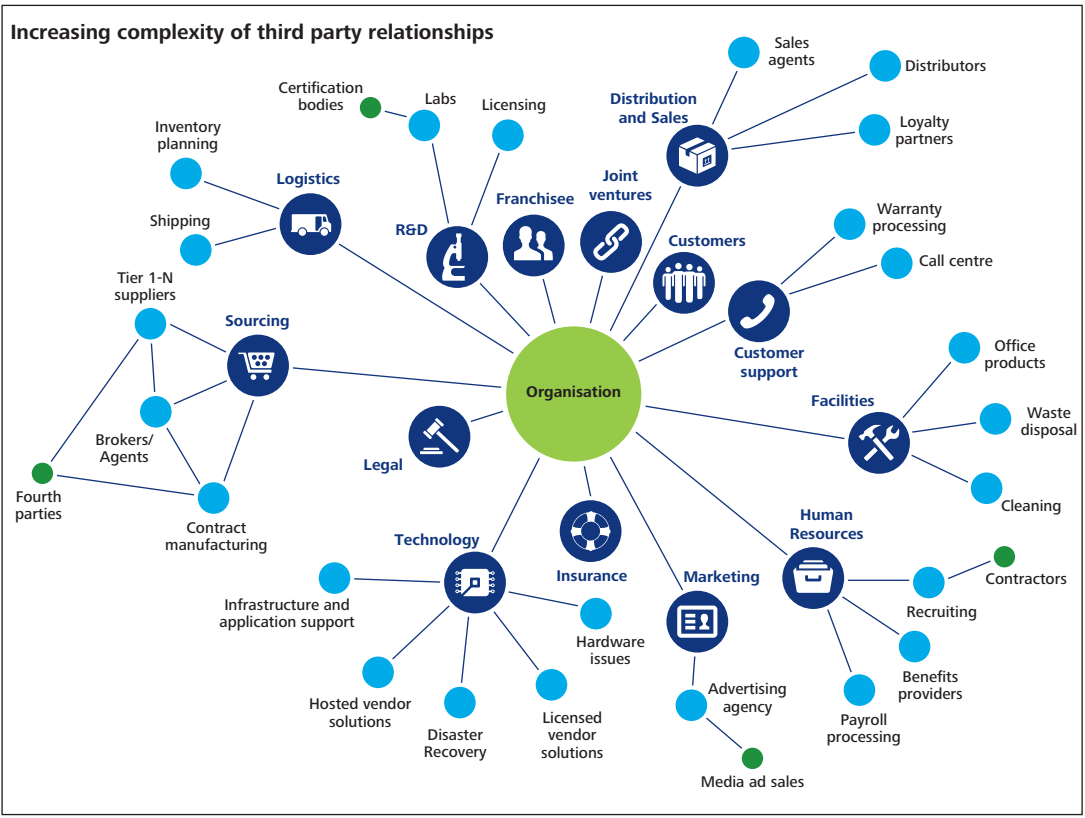 Increasing complexity of third party relationships
Sales
agents
Distributors
Certification
bodies
Labs
Licensing
Distribution
and Sales
Loyalty
partners
Inventory
planning
Logistics
Joint
ventures
Franchisee
Shipping
R&D
Customers
Warranty
processing
Call centre
Tier 1-N
suppliers
Sourcing
Customer
support
Office
products
Organisation
Facilities
Waste
disposal
Brokers/
Agents
Legal
Fourth
parties
Cleaning
Contract
manufacturing
Human
Resources
Technology
Insurance
Marketing
Contractors
Infrastructure and
application support
Recruiting
Hardware
issues
Benefits
providers
Advertising
agency
Hosted vendor
solutions
Disaster
Recovery
Licensed
vendor
solutions
Payroll
processing
Media ad sales